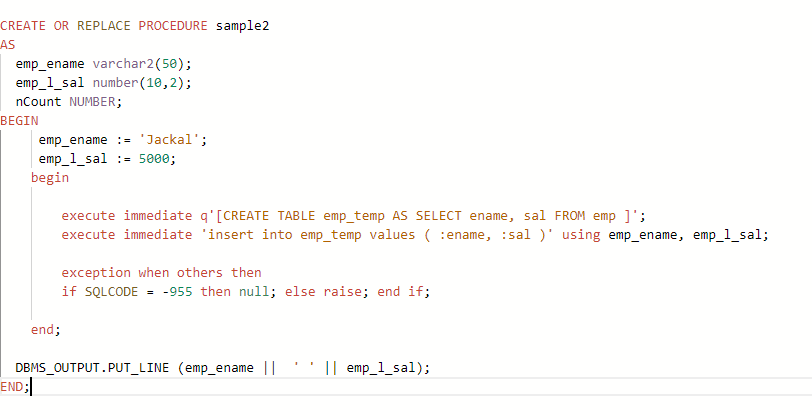 CREATE OR REPLACE PROCEDURE sample2
AS
emp_ename varchar2(50);
emp_l_sal number(10,2);
nCount NUMBER;
BEGIN
emp_ename := 'Jackal';
emp_l_sal := 5000;
begin
execute immediate q'[CREATE TABLE emp_temp AS SELECT ename, sal FROM emp ]';
execute immediate 'insert into emp_temp values ( :ename, :sal )' using emp_ename, emp_l_sal;
exception when others then
if SQLCODE = -955 then null; else raise; end if;
end;
DBMS_OUTPUT.PUT_LINE (emp_ename ||  ' ' || emp_l_sal);
END;